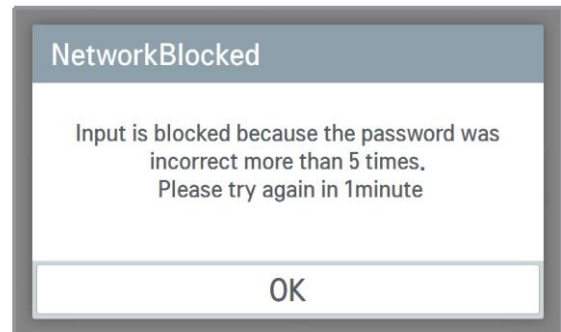 NetworkBlocked
Input is blocked because the password was
incorrect more than 5 times.
Please try again in 1minute
OK